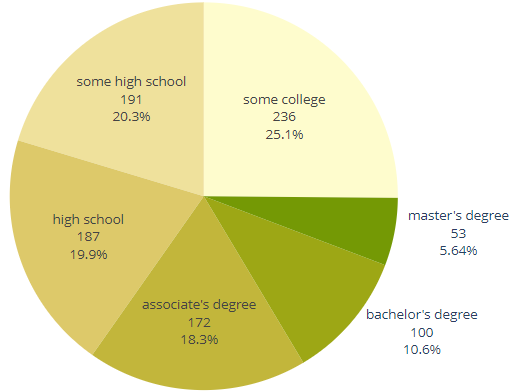 some high school
191
20.3%
some college
236
25.1%
high school
187
19.9%
master's degree
53
5.64%
associate's degree
172
18.3%
bachelor's degree
100
10.6%